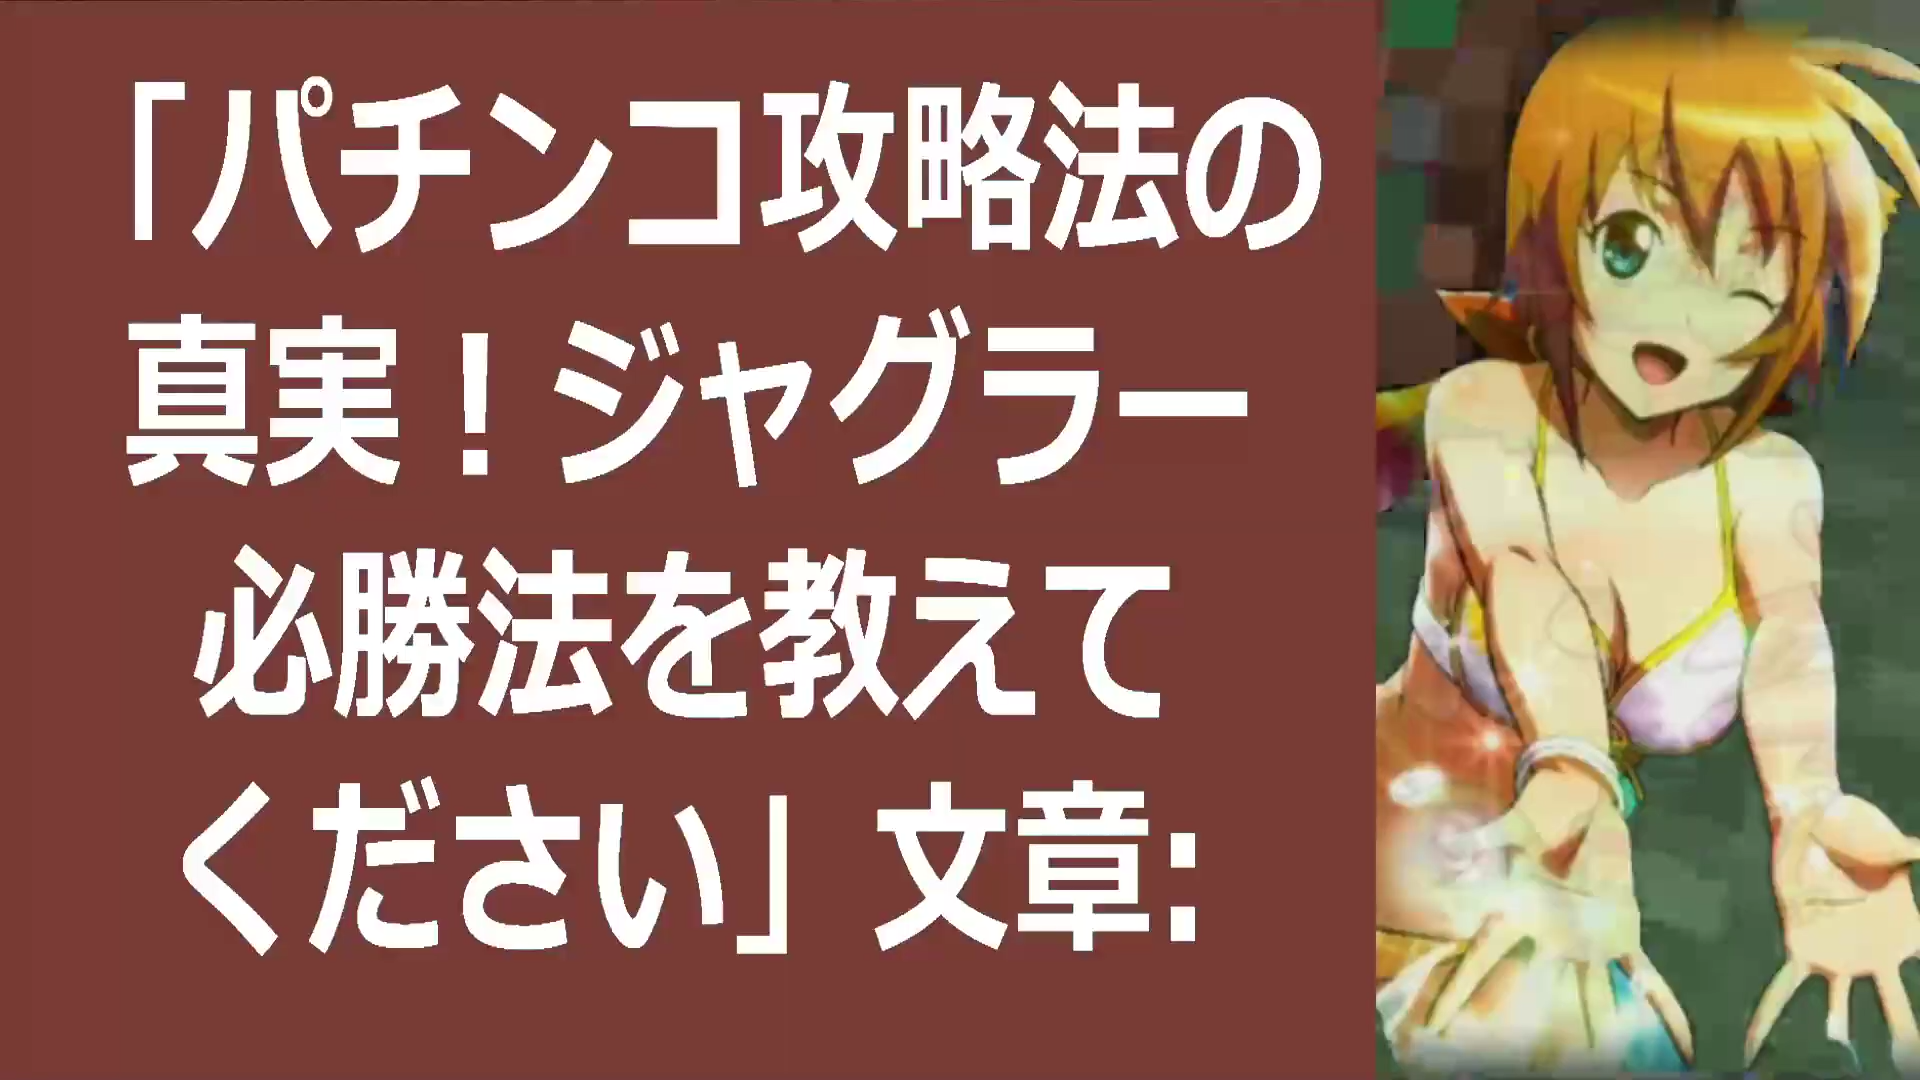 「パチンコ攻略法の
真実！ジャグラー
必勝法を教えて
ください」文章: